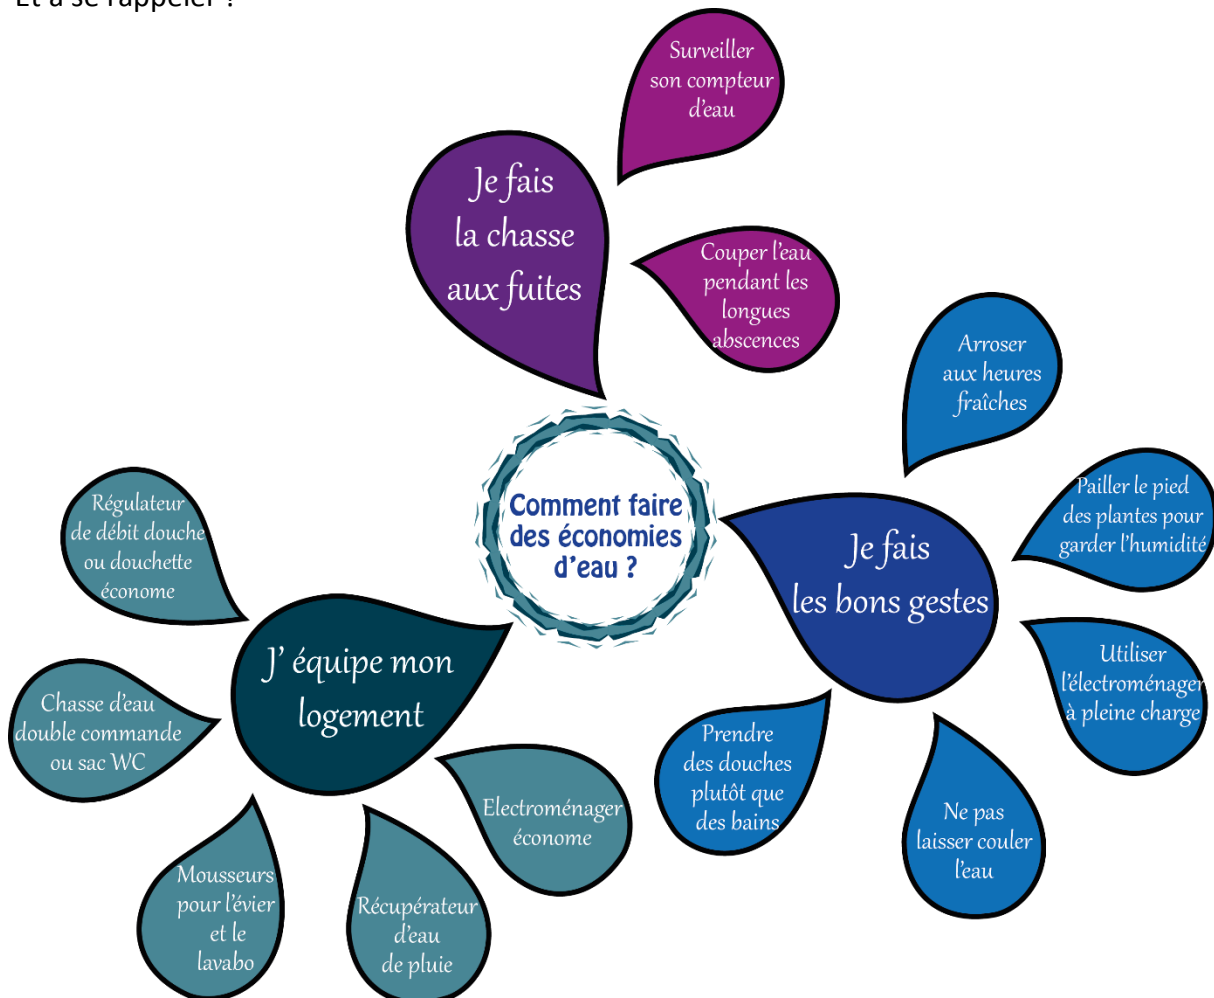 Et à se rappeler !
Surveiller
son compteur
d'eau
Je fais
la chasse
aux fuites
Couper l'eau
pendant les
longues
abscences
Arroser
aux heures
fraîches
Comment faire
des économies
d'eau ?
Pailler le pied
des plantes pour
garder l'humidité
Je fais
les bons gestes
Utiliser
l'électroménager
à pleine charge
Ne pas
laisser couler
l'eau
Prendre
des douches
plutôt que
des bains
Régulateur
de débit douche
ou douchette
économe
J' équipe mon
logement
Chasse d'eau
double commande
ou sac WC
Mousseurs
pour l'évier
et le
lavabo
Récupérateur
d'eau
de pluie
Electroménager
économe